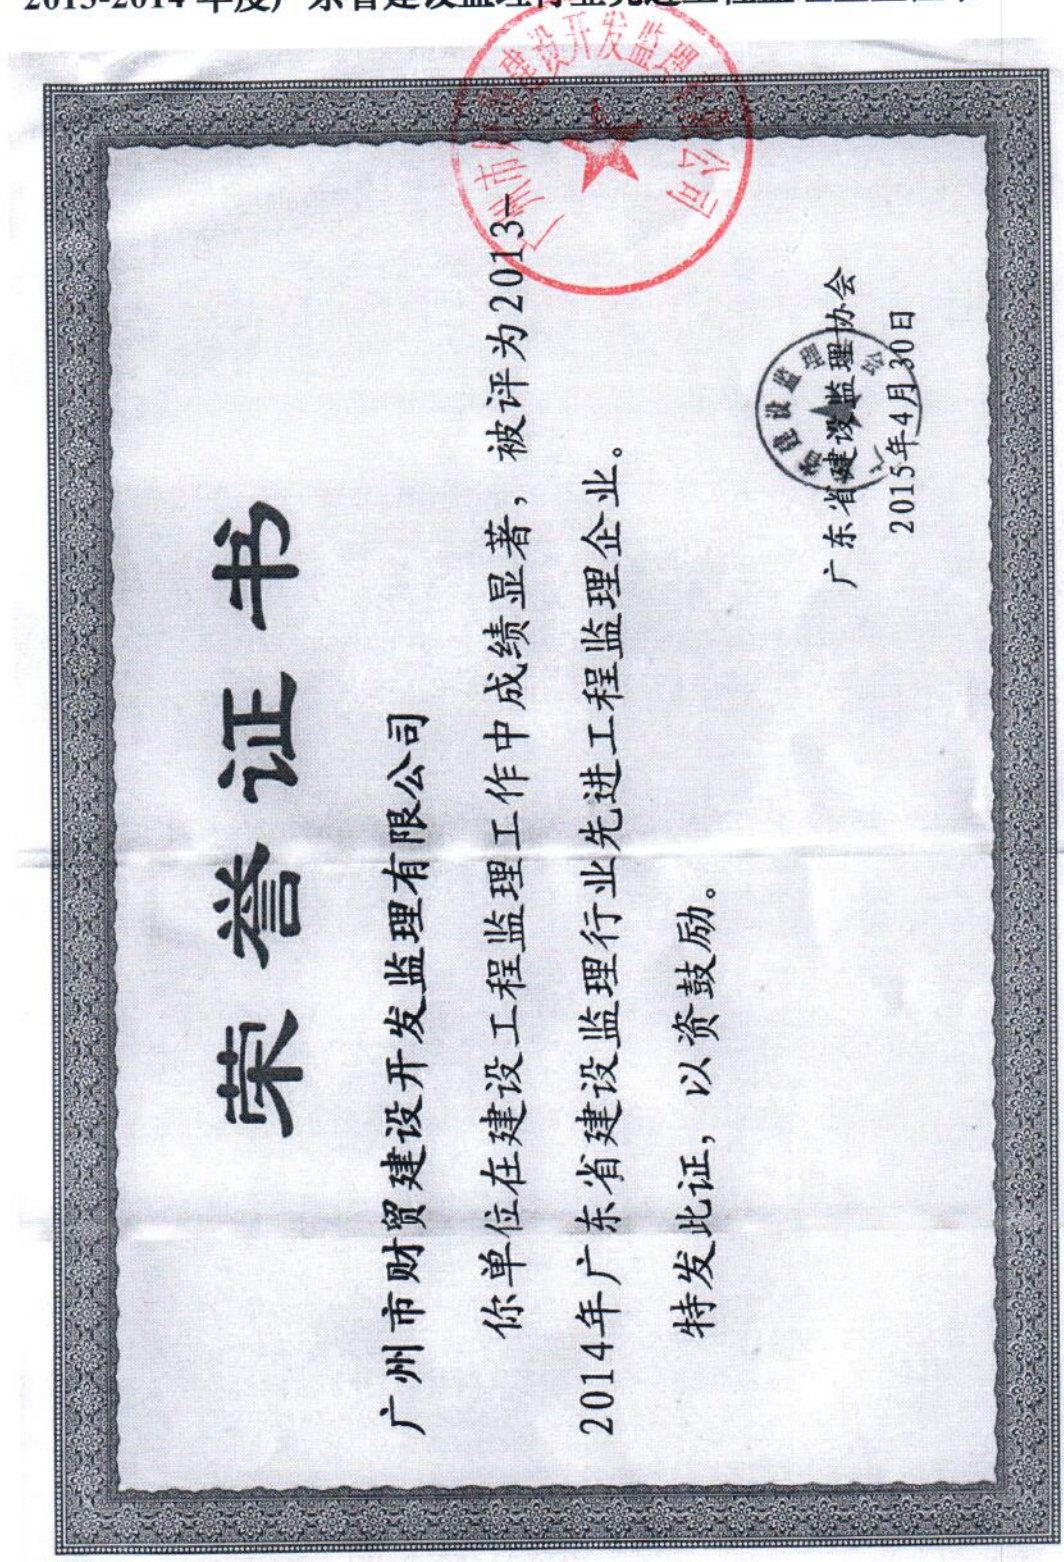 荣誉证书
广州市财贸建设开发监理有限公司
你单位在建设工程监理工作中成绩显著，被评为2013-
2014年广东省建设监理行业先进工程监理企业。
特发此证，以资鼓励。
广东省建设监理协会
2015年4月30日